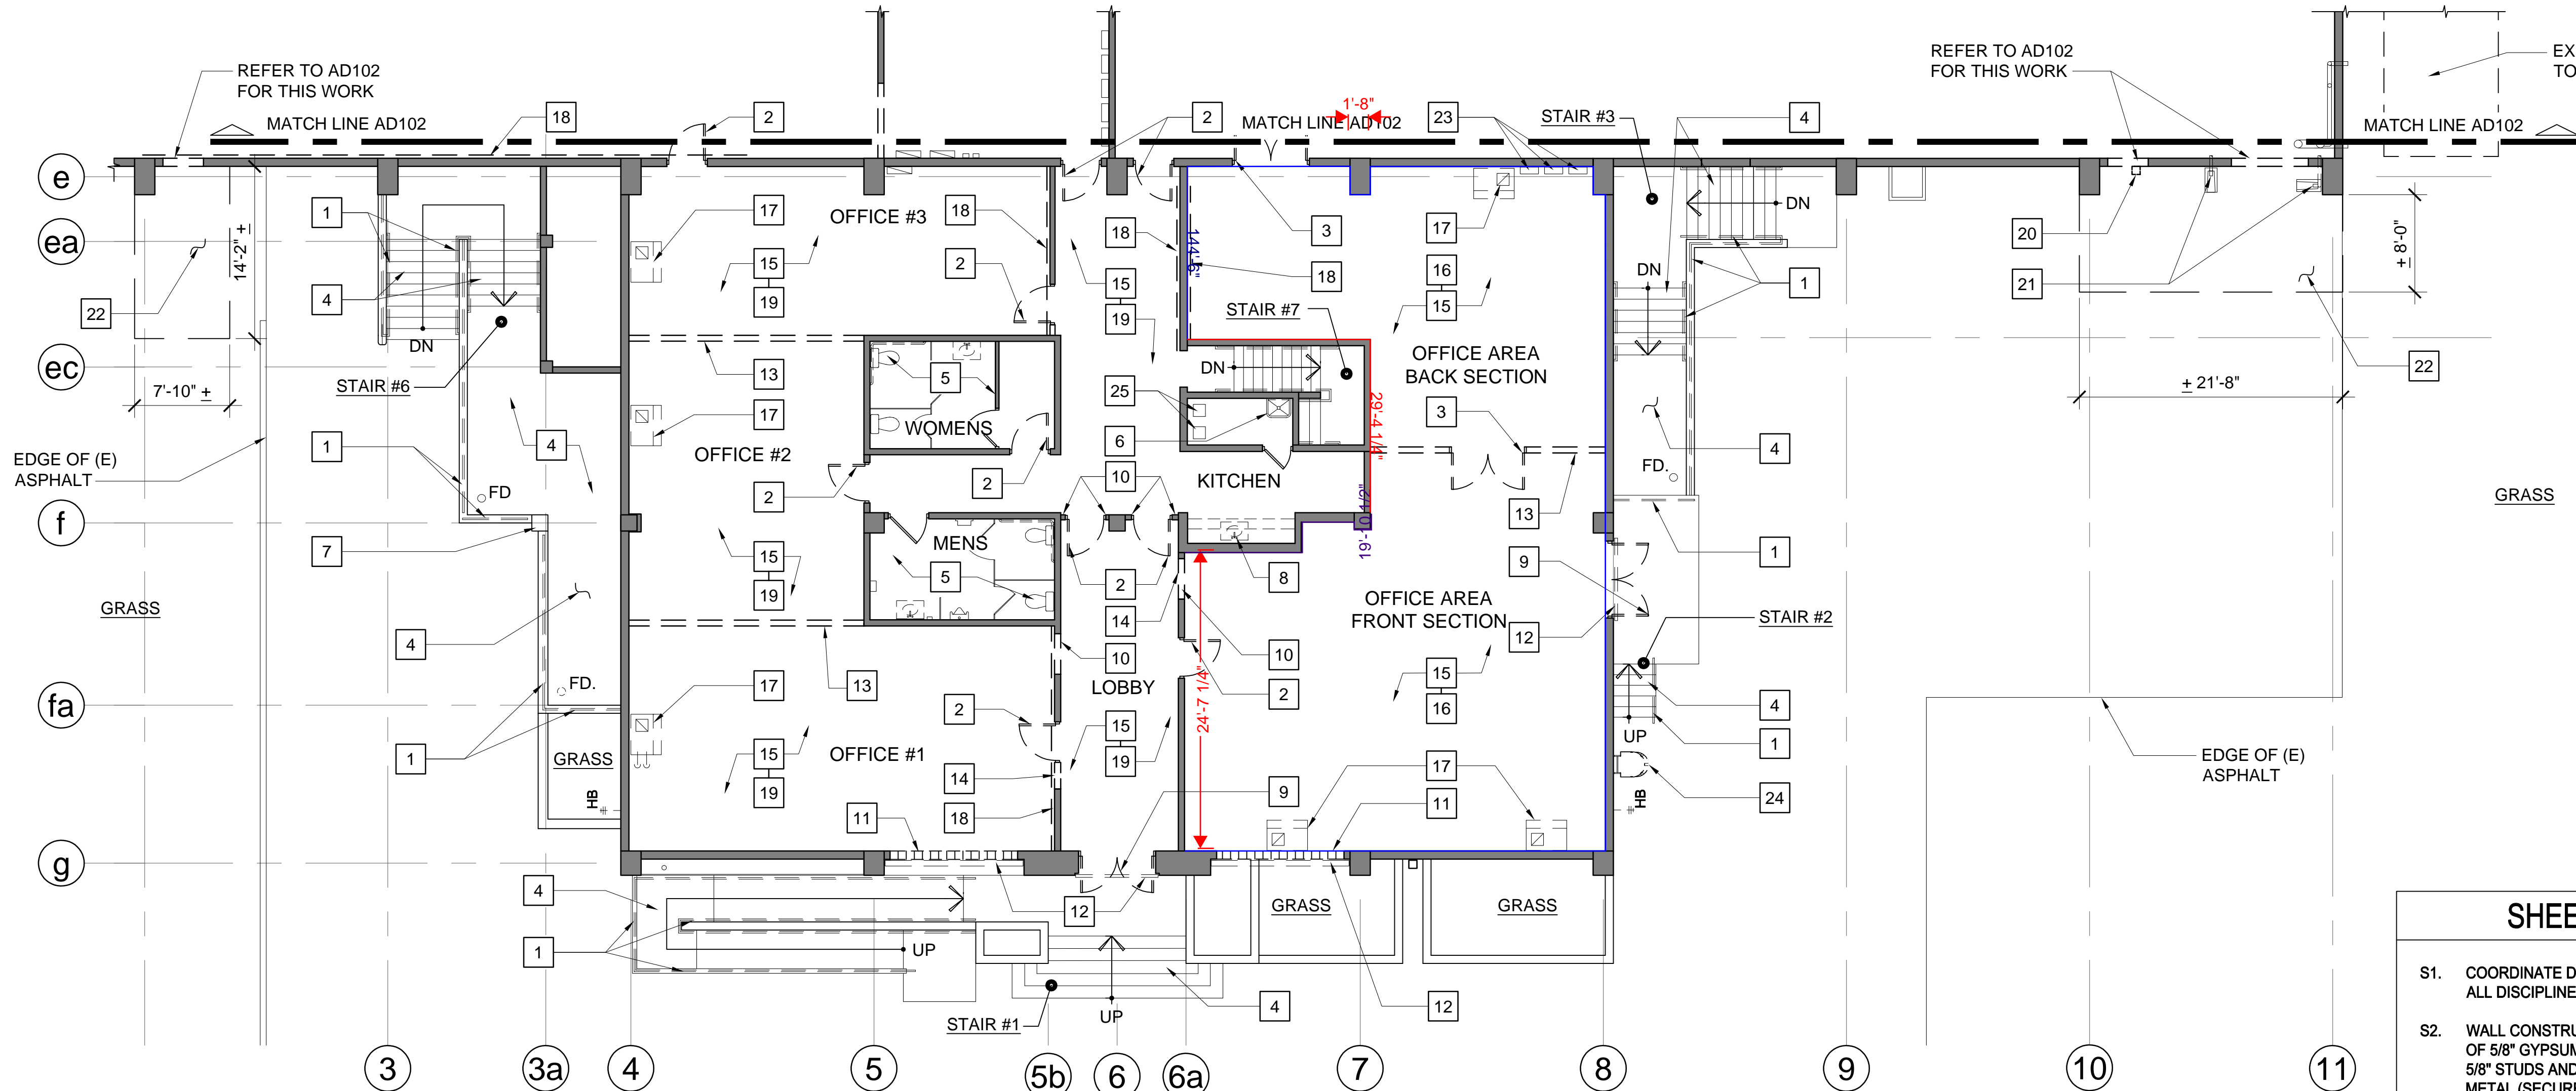 REFER TO AD102
FOR THIS WORK
18
MATCH LINE AD102
2
2
1'-8"
MATCH LINE AD102
23
STAIR #3
4
REFER TO AD102
FOR THIS WORK
MATCH LINE AD102
EX
TO
e
ea
ec
f
fa
g
14'-2" ±
22
7'-10" ±
1
4
DN
STAIR #6
1
4
FD
7
EDGE OF (E)
ASPHALT
GRASS
4
FD.
1
GRASS
HB
17
OFFICE #3
18
15
19
2
13
17
OFFICE #2
2
15
19
5
WOMENS
2
MENS
5
17
13
15
19
OFFICE #1
2
14
18
11
18
15
19
25
6
10
2
14
10
LOBBY
15
19
144'-6"
3
18
STAIR #7
DN
KITCHEN
8
10
2
9
24'-7 1/4"
29'-4 1/4"
19'-10 1/2"
17
16
15
OFFICE AREA
BACK SECTION
3
13
9
OFFICE AREA
FRONT SECTION
12
15
16
17
11
DN
DN
1
4
FD.
1
STAIR #2
4
1
UP
24
HB
20
21
± 8'-0"
22
± 21'-8"
GRASS
EDGE OF (E)
ASPHALT
4
1
UP
12
STAIR #1
UP
4
GRASS
GRASS
12
3
3a
4
5
5b
6
6a
7
8
9
10
11
SHEE
S1. COORDINATE D
ALL DISCIPLINE
S2. WALL CONSTRU
OF 5/8" GYPSUM
5/8" STUDS AND
METAL (SECURI